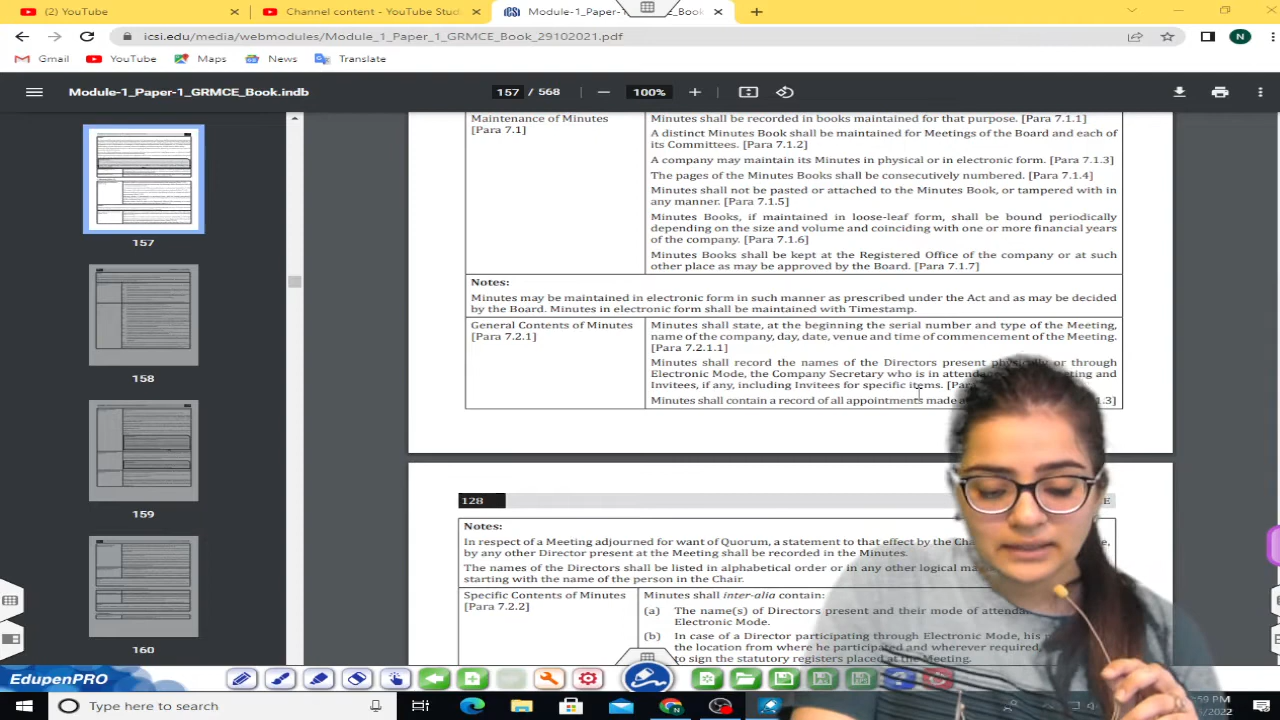 (2) YouTube
Channel content - YouTube Stud
Module-1_Paper-1 Book
icsi.edu/media/webmodules/Module_1_Paper_1_GRMCE_Book_29102021.pdf
N
Gmail YouTube Maps News Translate
Module-1_Paper-1_GRMCE_Book.indb
157 / 568
100%
157
158
159
160
Maintenance of Minutes
[Para 7.1]
Minutes shall be recorded in books maintained for that purpose. [Para 7.1.1]
A distinct Minutes Book shall be maintained for Meetings of the Board and each of
its Committees. [Para 7.1.2]
A company may maintain its Minutes in physical or in electronic form. [Para 7.1.3]
The pages of the Minutes Books shall be consecutively numbered. [Para 7.1.4]
Minutes shall not be pasted or attached to the Minutes Book, or tampered with in
any manner. [Para 7.1.5]
Minutes Books, if maintained in loose-leaf form, shall be bound periodically
depending on the size and volume and coinciding with one or more financial years
of the company. [Para 7.1.6]
Minutes Books shall be kept at the Registered Office of the company or at such
other place as may be approved by the Board. [Para 7.1.7]
Notes:
Minutes may be maintained in electronic form in such manner as prescribed under the Act and as may be decided
by the Board. Minutes in electronic form shall be maintained with Timestamp.
General Contents of Minutes
[Para 7.2.1]
Minutes shall state, at the beginning the serial number and type of the Meeting,
name of the company, day, date, venue and time of commencement of the Meeting.
[Para 7.2.1.1]
Minutes shall record the names of the Directors present physically or through
Electronic Mode, the Company Secretary who is in attendan eeting and
Invitees, if any, including Invitees for specific items. [Par
Minutes shall contain a record of all appointments made a .1.3]
128
E
Notes:
In respect of a Meeting adjourned for want of Quorum, a statement to that effect by the Cha e,
by any other Director present at the Meeting shall be recorded in the Minutes.
The names of the Directors shall be listed in alphabetical order or in any other logical ma
starting with the name of the person in the Chair.
Specific Contents of Minutes
[Para 7.2.2]
Minutes shall inter-alia contain:
(a) The name(s) of Directors present and their mode of attenda
Electronic Mode.
(b) In case of a Director participating through Electronic Mode, his
the location from where he participated and wherever required,
to sign the statutory registers placed at the Meeting.
EdupenPRO
Type here to search
:59 PM
/2022